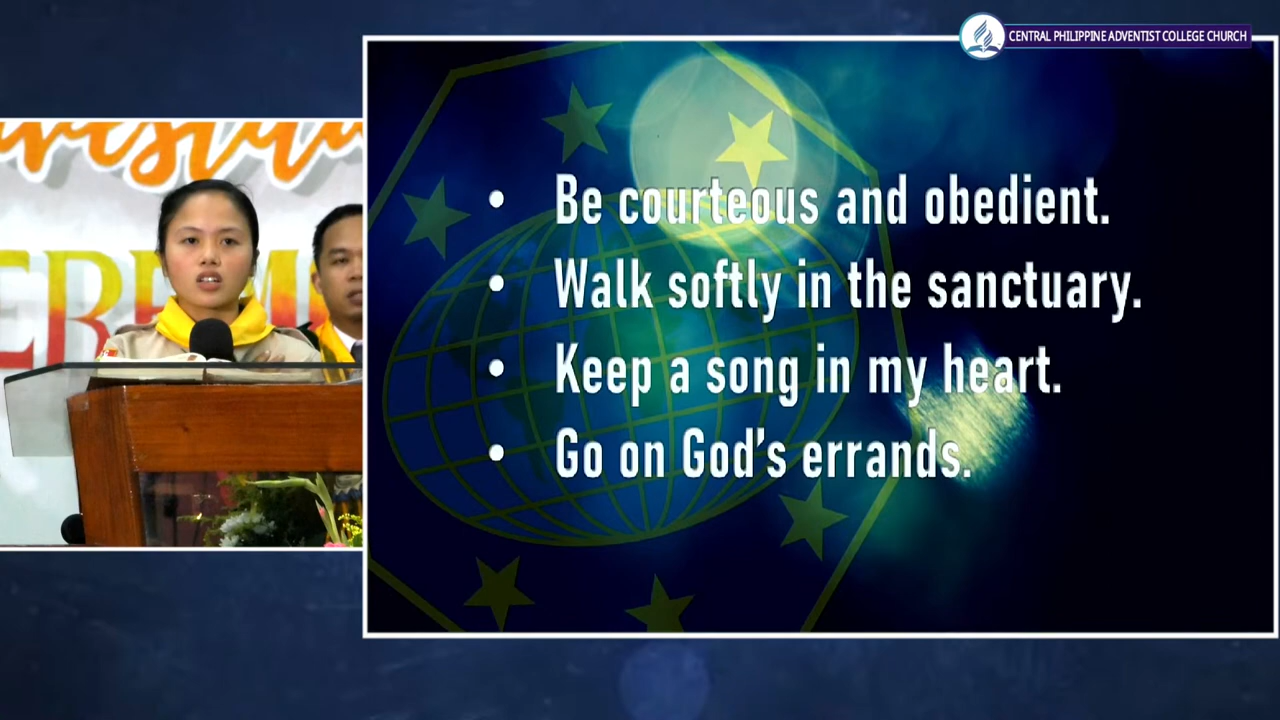 CENTRAL PHILIPPINE ADVENTIST COLLEGE CHURCH
• Be courteous and obedient.
• Walk softly in the sanctuary.
• Keep a song in my heart.
• Go on God's errands.